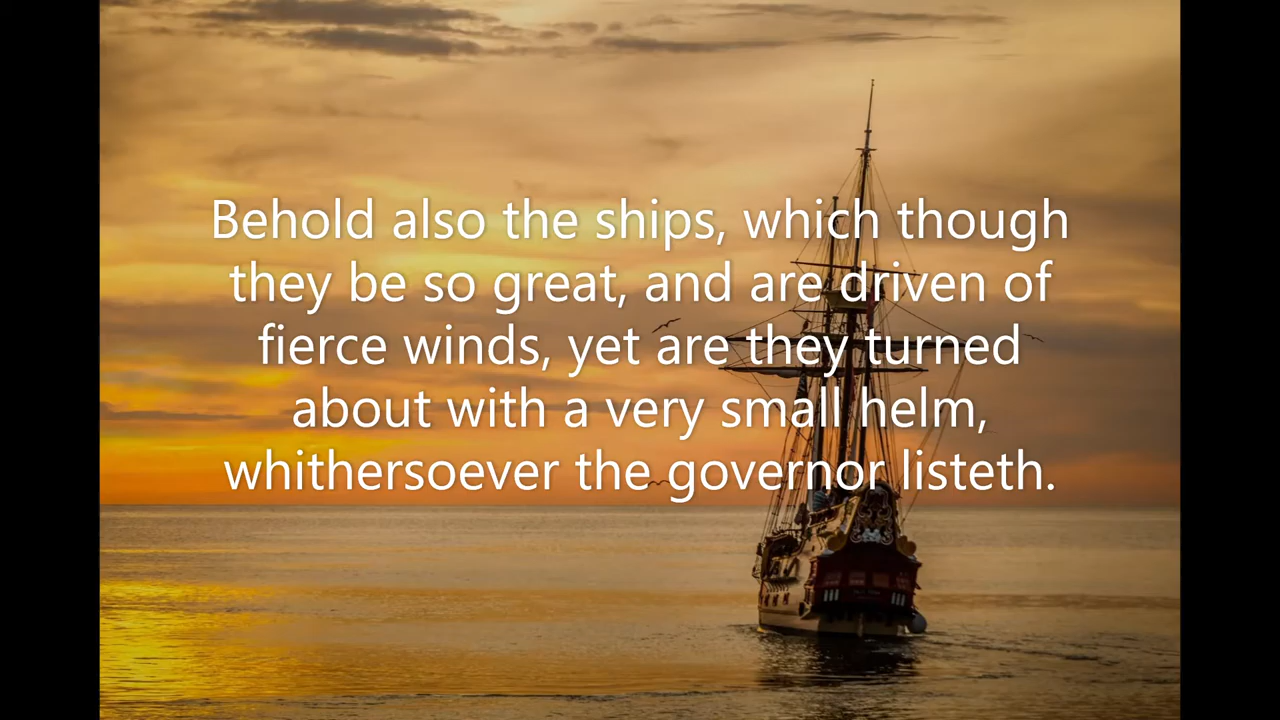 Behold also the ships, which though
they be so great, and are driven of
fierce winds, yet are they turned
about with a very small helm,
whithersoever the governor listeth.